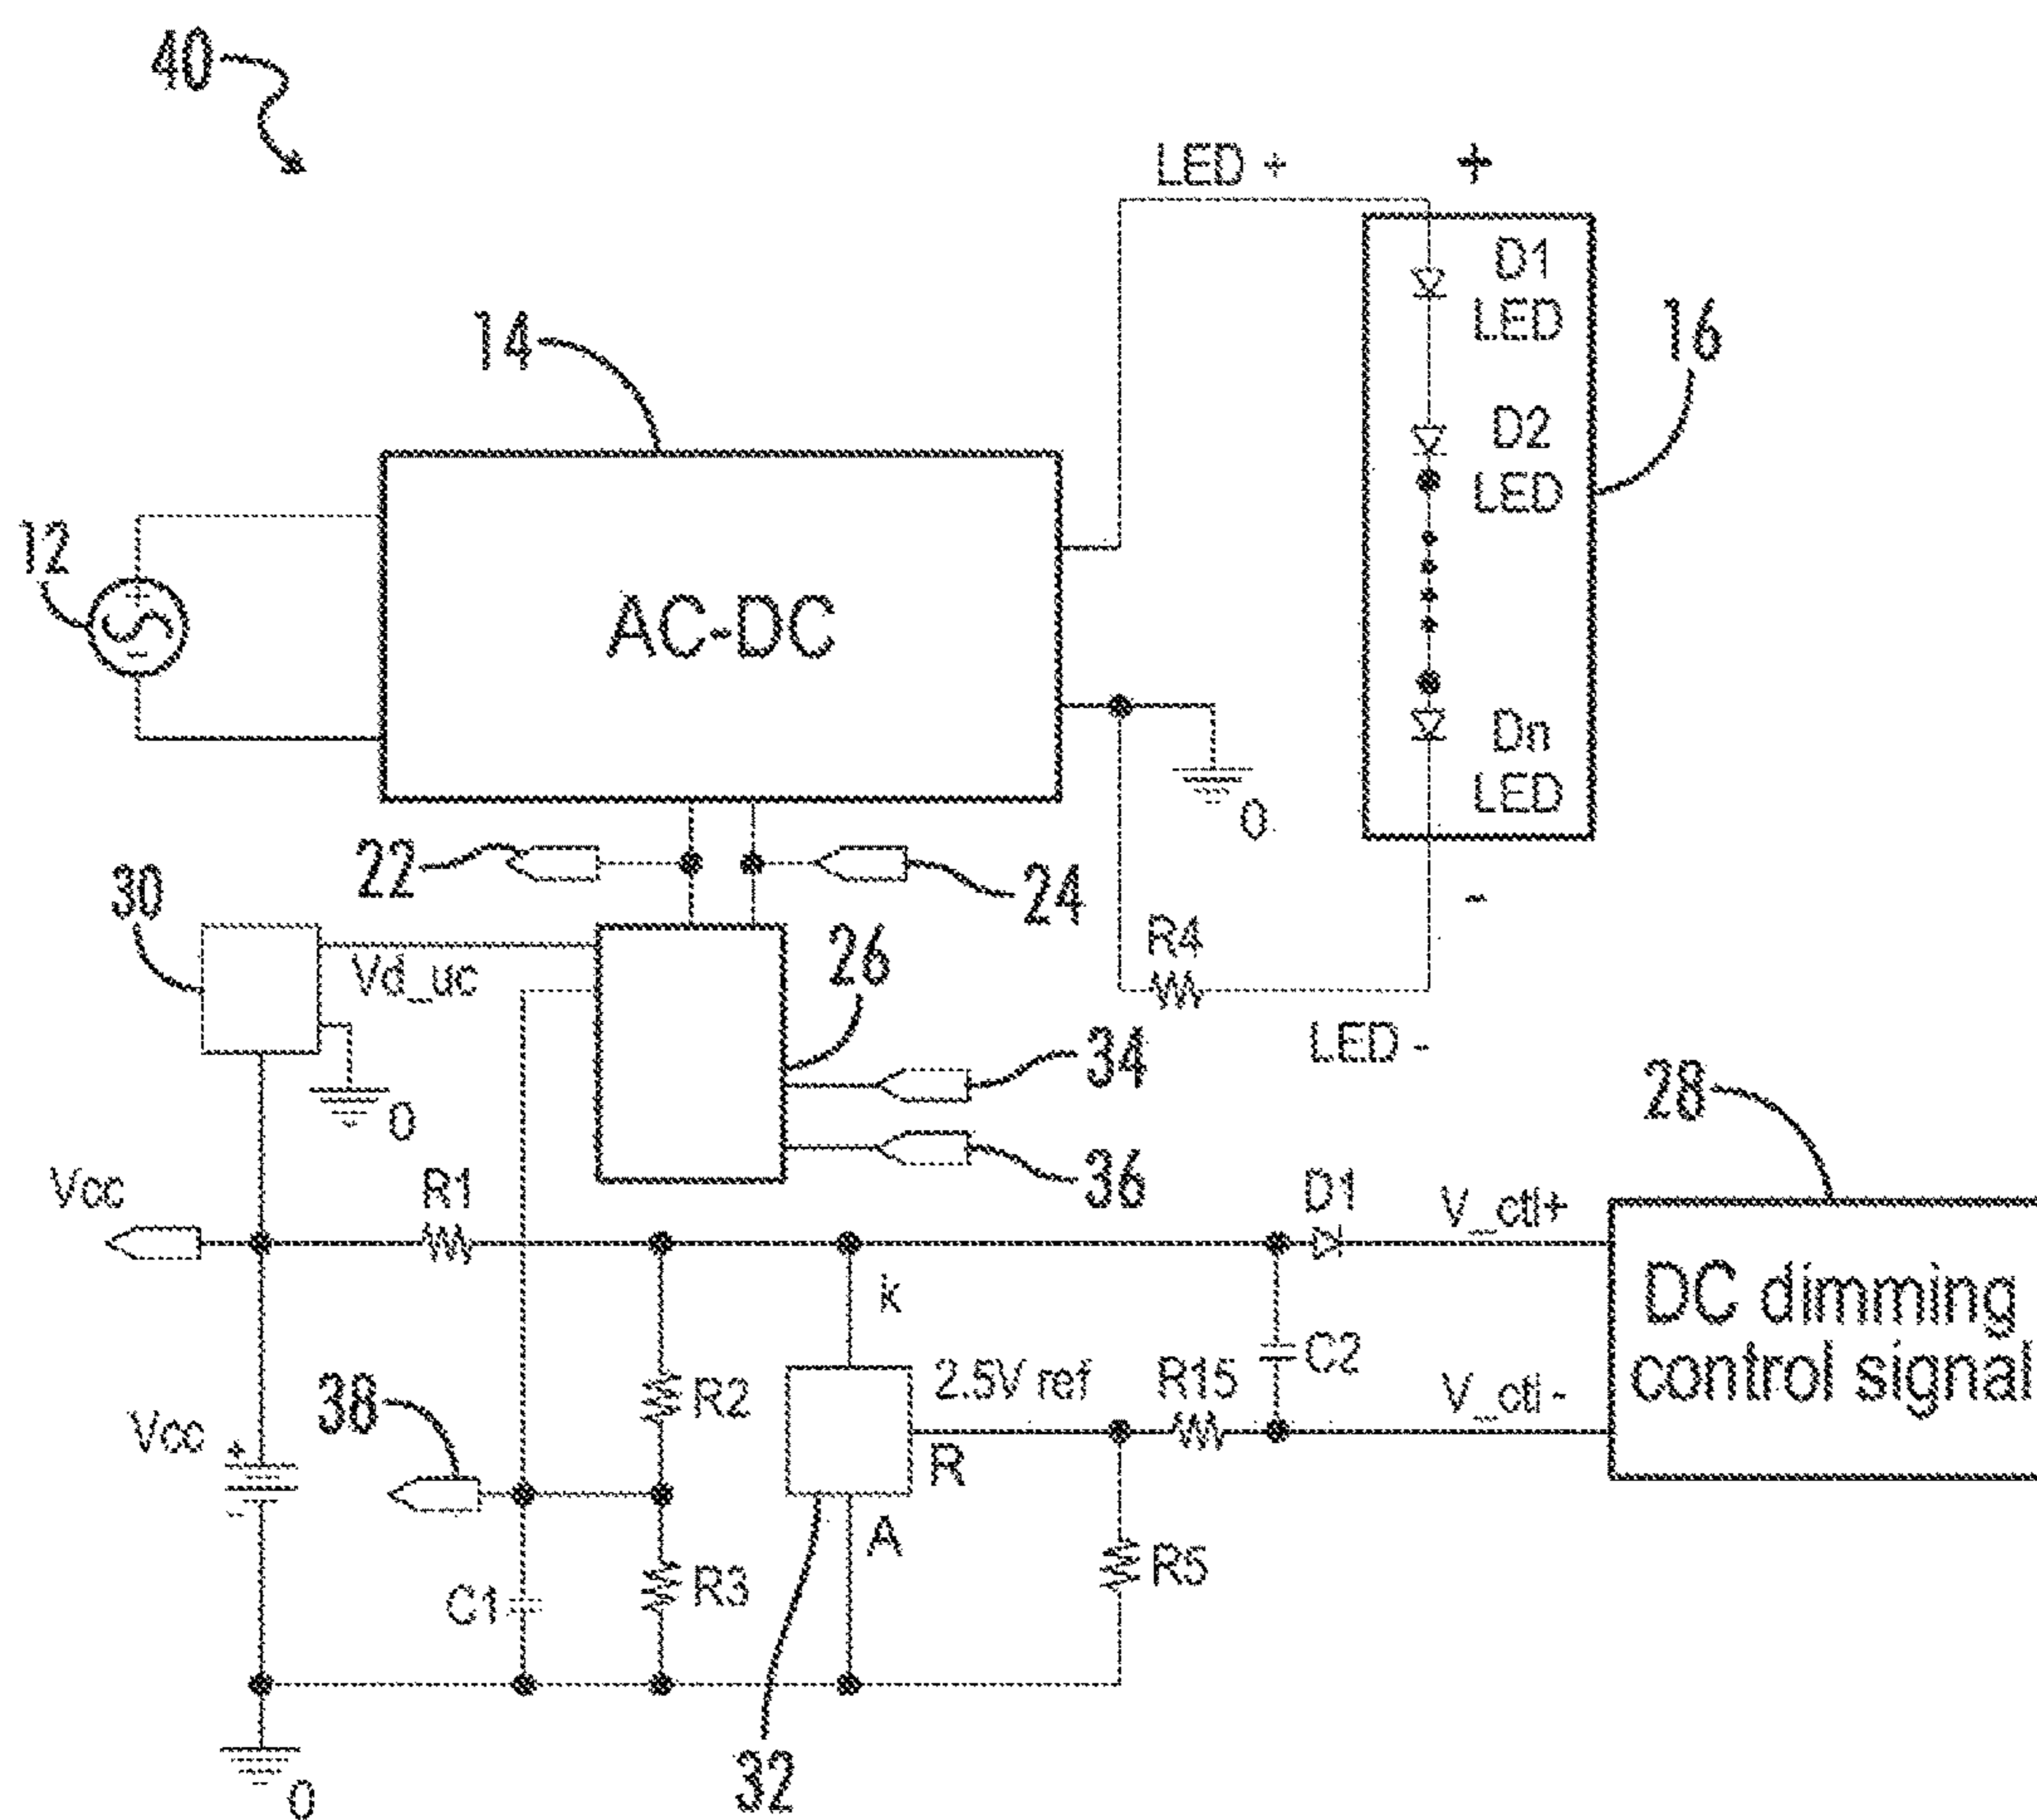 40
LED +
+
D1
LED
14
16
D2
LED
12
+
AC-DC
-
Dn
LED
0
22
24
30
-
R4
26
Vd_uc
LED -
34
28
0
36
Vcc
R1
D1
V_ctl+
DC dimming
control signal
k
C2
2.5V ref
R15
38
R2
V_ctl -
Vcc
+
R
-
A
R3
R5
C1
32
0